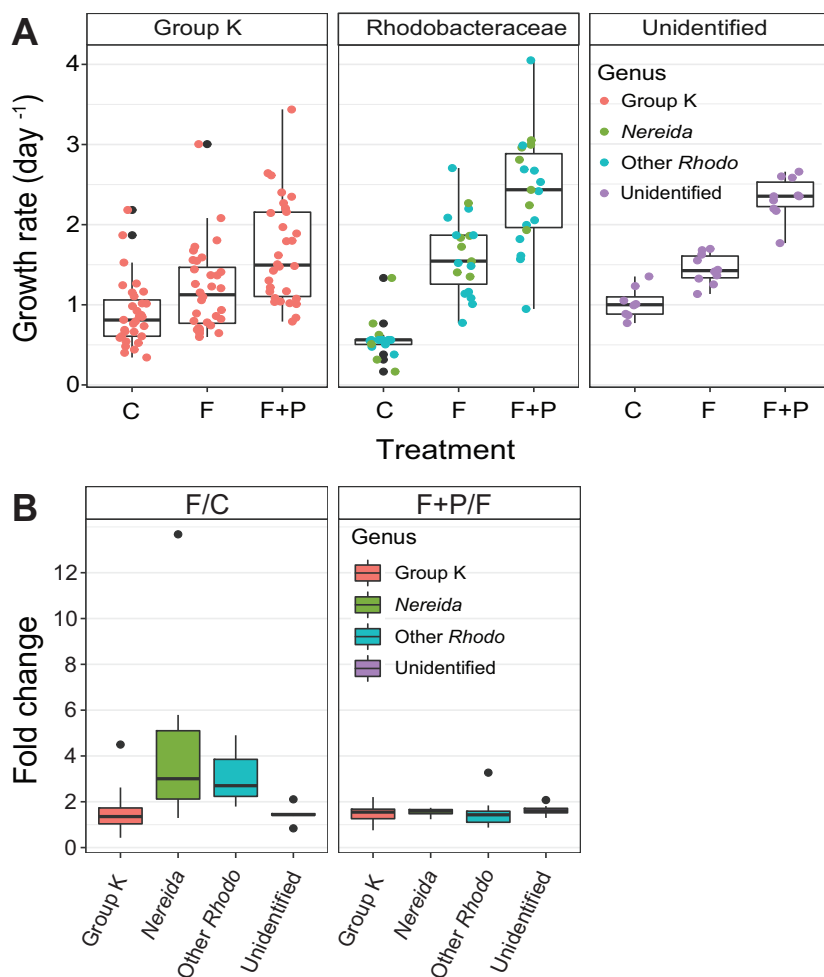 A
Group K
Rhodobacteraceae
Unidentified
Growth rate (day -1)
4
3
2
1
0
Genus
Group K
Nereida
Other Rhodo
Unidentified
C F F+P
C F F+P
C F F+P
Treatment
B
F/C
F+P/F
Fold change
12
10
8
6
4
2
0
Genus
Group K
Nereida
Other Rhodo
Unidentified
Group K
Nereida
Other Rhodo
Unidentified
Group K
Nereida
Other Rhodo
Unidentified